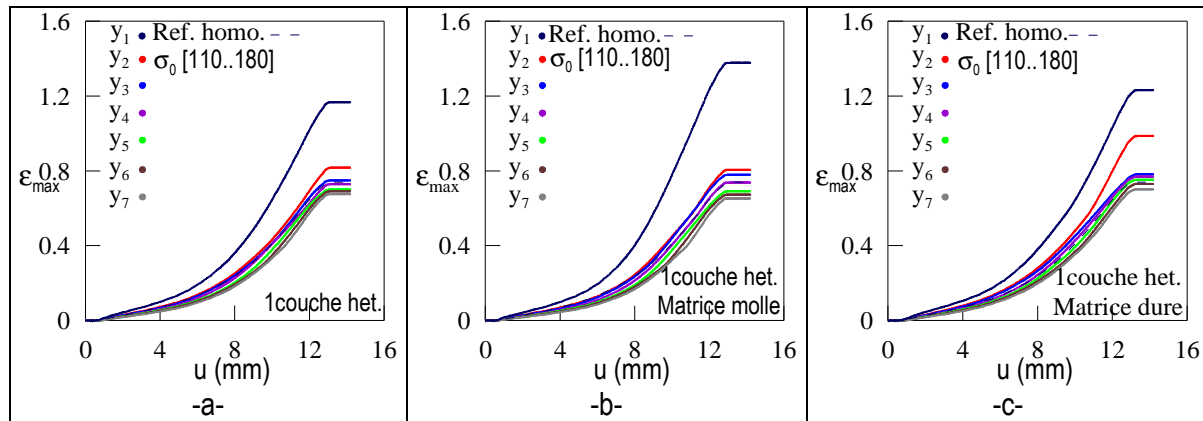 1.6
1.2
0.8
0.4
0
ε_max
y₁ Ref. homo.
y₂ σ₀ [110..180]
y₃
y₄
y₅
y₆
y₇
1couche het.
0 4 8 12 16
u (mm)
-a-
1.6
1.2
0.8
0.4
0
ε_max
y₁ Ref. homo.
y₂ σ₀ [110..180]
y₃
y₄
y₅
y₆
y₇
1couche het.
Matrice molle
0 4 8 12 16
u (mm)
-b-
1.6
1.2
0.8
0.4
0
ε_max
y₁ Ref. homo.
y₂ σ₀ [110..180]
y₃
y₄
y₅
y₆
y₇
1couche het.
Matrice dure
0 4 8 12 16
u (mm)
-c-